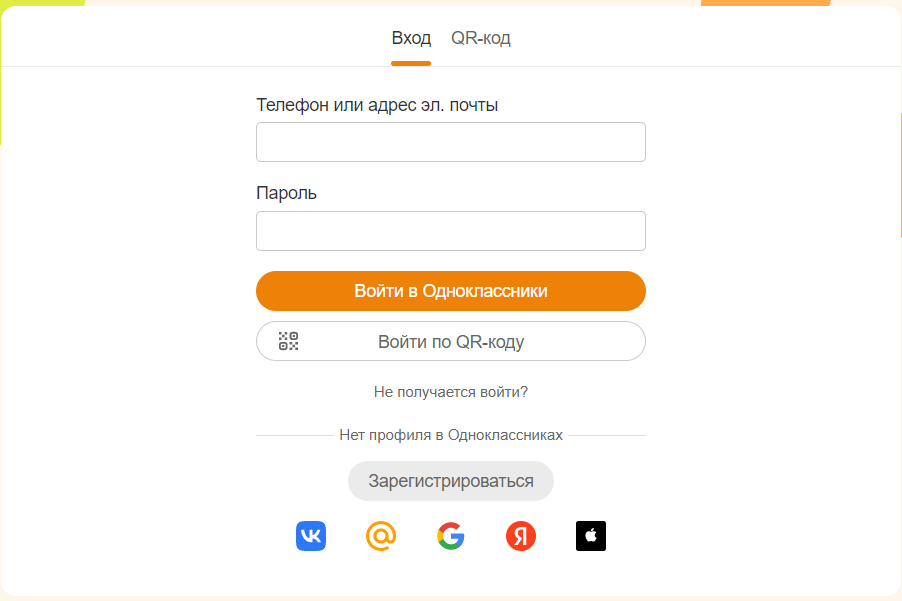 Вход QR-код
Телефон или адрес эл. почты
Пароль
Войти в Одноклассники
Войти по QR-коду
Не получается войти?
Нет профиля в Одноклассниках
Зарегистрироваться